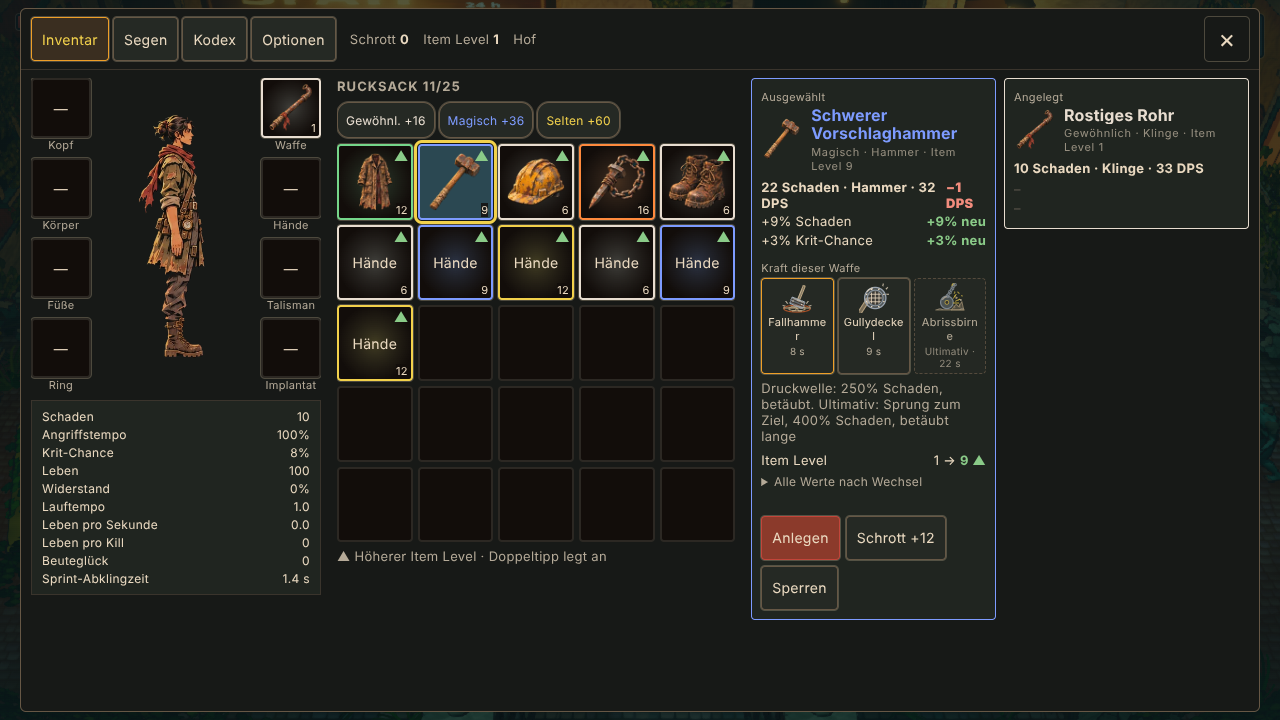 Inventar Segen Kodex Optionen Schrott 0 Item Level 1 Hof ✕
—
Kopf
—
Körper
—
Füße
—
Ring
1
Waffe
—
Hände
—
Talisman
—
Implantat
Schaden 10
Angriffstempo 100%
Krit-Chance 8%
Leben 100
Widerstand 0%
Lauftempo 1.0
Leben pro Sekunde 0.0
Leben pro Kill 0
Beuteglück 0
Sprint-Abklingzeit 1.4 s
RUCKSACK 11/25
Gewöhnl. +16 Magisch +36 Selten +60
▲ ▲ ▲ ▲ ▲
12 9 6 16 6
▲ ▲ ▲ ▲ ▲
Hände Hände Hände Hände Hände
6 9 12 6 9
▲
Hände
12
▲ Höherer Item Level · Doppeltipp legt an
Ausgewählt
Schwerer
Vorschlaghammer
Magisch · Hammer · Item
Level 9
22 Schaden · Hammer · 32 −1
DPS DPS
+9% Schaden +9% neu
+3% Krit-Chance +3% neu
Kraft dieser Waffe
Fallhamme
r
8 s
Gullydecke
l
9 s
Abrissbirn
e
Ultimativ ·
22 s
Druckwelle: 250% Schaden,
betäubt. Ultimativ: Sprung zum
Ziel, 400% Schaden, betäubt
lange
Item Level 1 → 9 ▲
▶ Alle Werte nach Wechsel
Anlegen Schrott +12
Sperren
Angelegt
Rostiges Rohr
Gewöhnlich · Klinge · Item
Level 1
10 Schaden · Klinge · 33 DPS
–
–